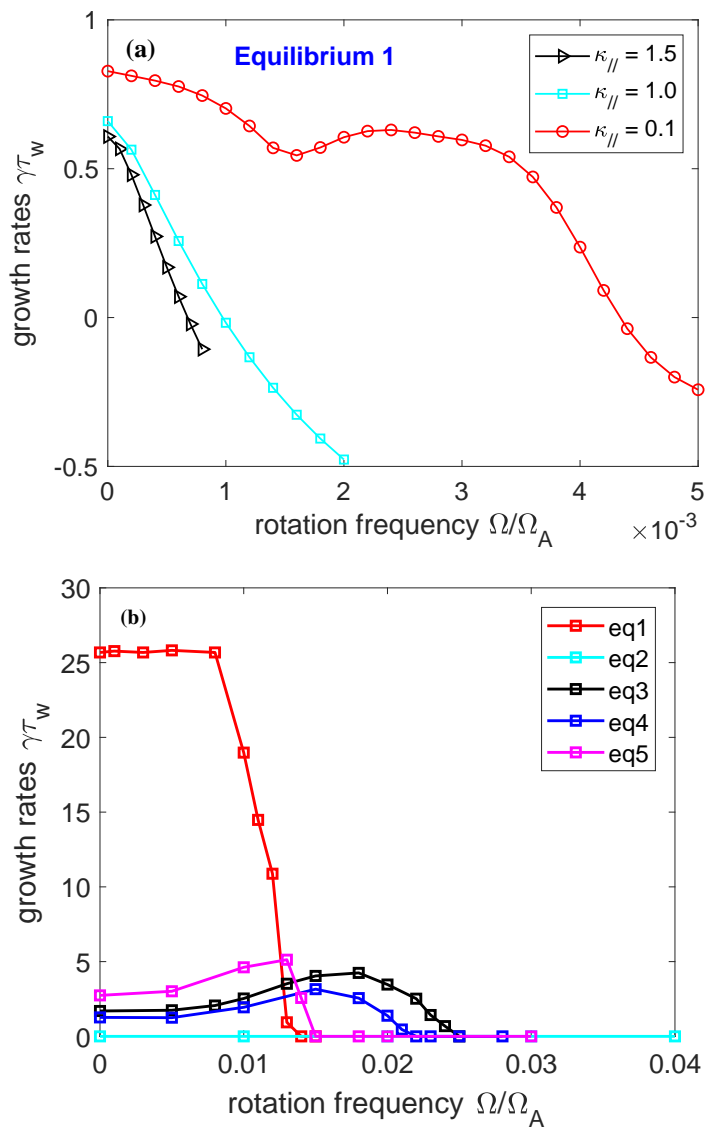 (a)
Equilibrium 1
κ// = 1.5
κ// = 1.0
κ// = 0.1
growth rates γτw
1
0.5
0
-0.5
0
1
2
3
4
5
×10-3
rotation frequency Ω/ΩA
(b)
eq1
eq2
eq3
eq4
eq5
growth rates γτw
30
25
20
15
10
5
0
0
0.01
0.02
0.03
0.04
rotation frequency Ω/ΩA